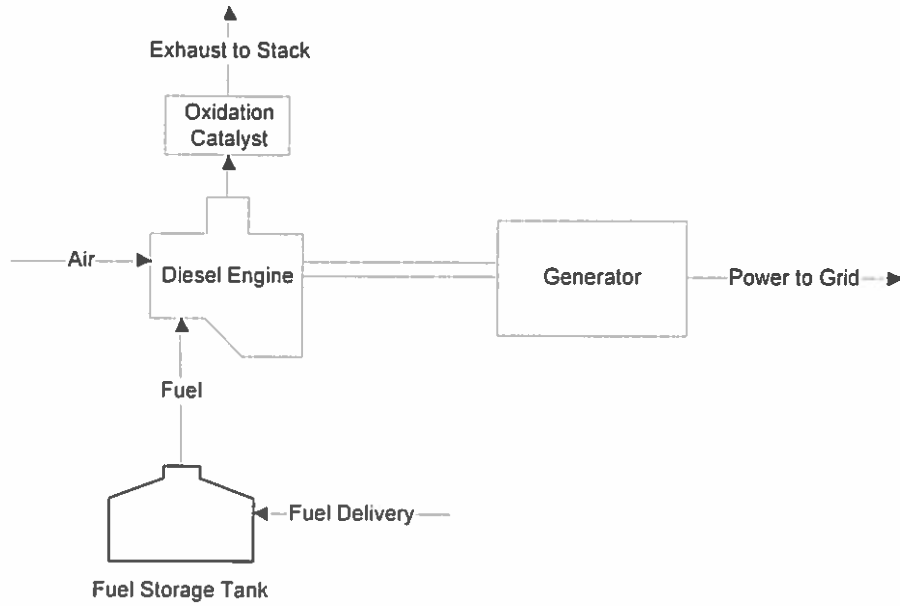 Exhaust to Stack
Oxidation
Catalyst
Air
Diesel Engine
Generator
Power to Grid
Fuel
Fuel Delivery
Fuel Storage Tank